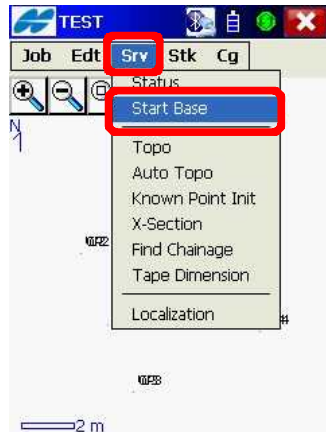 TEST
Job Edt Srv Stk Cg
Status
Start Base
N
Topo
Auto Topo
Known Point Init
X-Section
Find Chainage
Tape Dimension
Localization
2 m